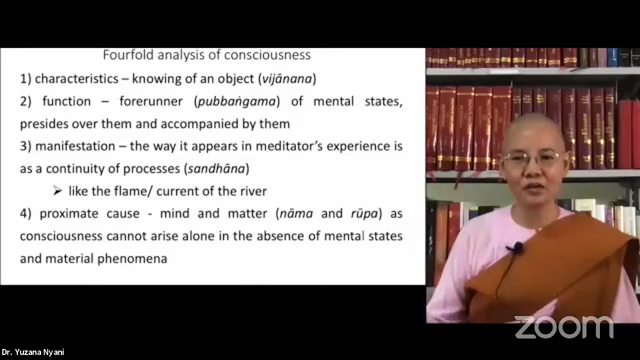 Fourfold analysis of consciousness
1) characteristics – knowing of an object (vijānana)
2) function – forerunner (pubbaṅgama) of mental states,
presides over them and accompanied by them
3) manifestation – the way it appears in meditator's experience is
as a continuity of processes (sandhāna)
➢ like the flame/ current of the river
4) proximate cause - mind and matter (nāma and rūpa) as
consciousness cannot arise alone in the absence of mental states
and material phenomena
zoom
Dr. Yuzana Nyani